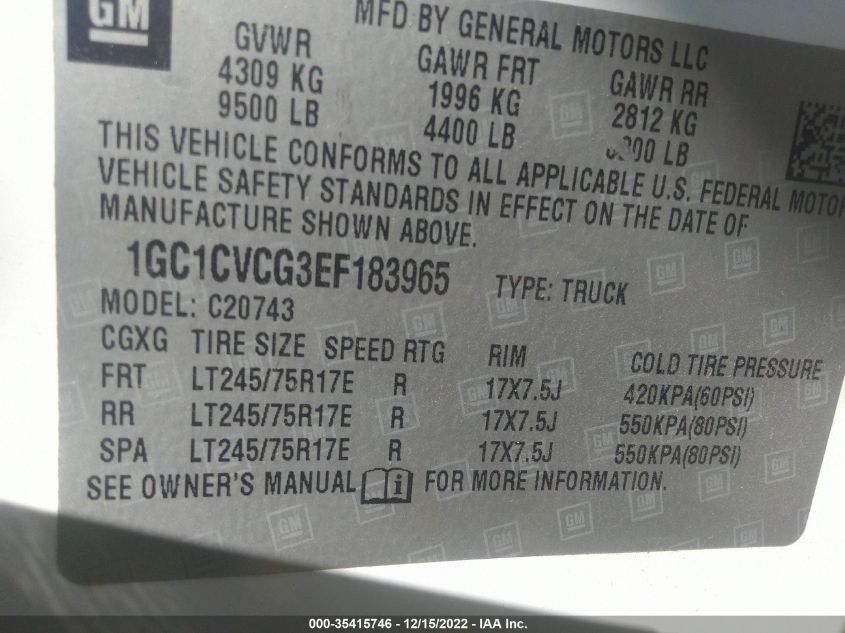 GM
MFD BY GENERAL MOTORS LLC
GVWR GAWR FRT GAWR RR
4309 KG 1996 KG 2812 KG
9500 LB 4400 LB LB
THIS VEHICLE CONFORMS TO ALL APPLICABLE U.S. FEDERAL MOTOR
VEHICLE SAFETY STANDARDS IN EFFECT ON THE DATE OF
MANUFACTURE SHOWN ABOVE.
1GC1CVCG3EF183965 TYPE: TRUCK
MODEL: C20743
CGXG TIRE SIZE SPEED RTG RIM COLD TIRE PRESSURE
FRT LT245/75R17E R 17X7.5J 420KPA(60PSI)
RR LT245/75R17E R 17X7.5J 550KPA(80PSI)
SPA LT245/75R17E R 17X7.5J 550KPA(80PSI)
SEE OWNER'S MANUAL i FOR MORE INFORMATION.
000-35415746 - 12/15/2022 - IAA Inc.